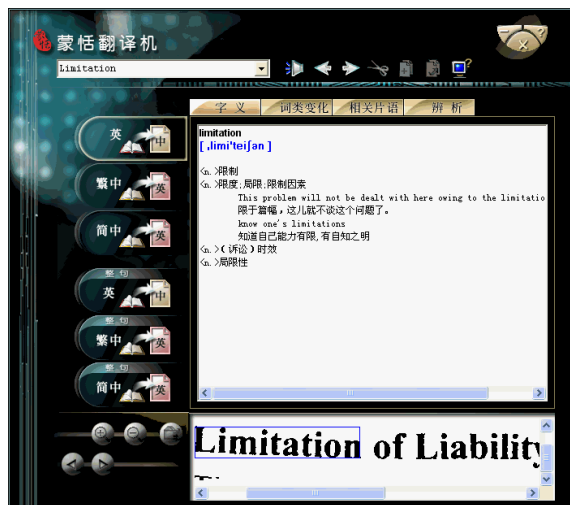 蒙恬翻译机
Limitation
字 义 词类变化 相关片语 辨 析
英 中
繁中 英
简中 英
整 句
英 中
整 句
繁中 英
整 句
简中 英
limitation
[ ,limi'teiʃən ]
<n. >限制
<n. >限度;局限;限制因素
This problem will not be dealt with here owing to the limitatio
限于篇幅，这儿就不谈这个问题了。
know one's limitations
知道自己能力有限,有自知之明
<n. >(诉讼)时效
<n. >局限性
Limitation of Liability